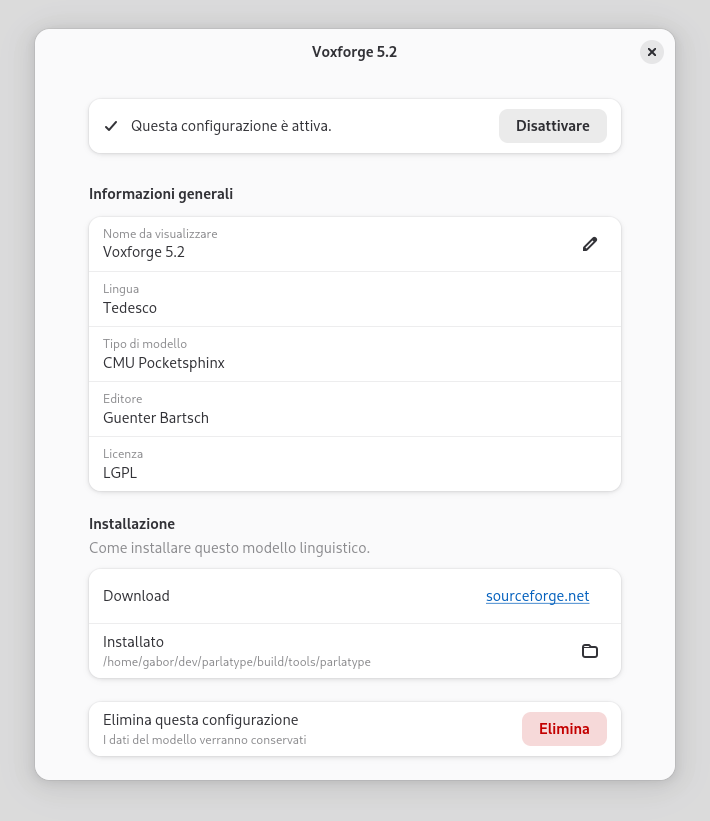 Voxforge 5.2
Questa configurazione è attiva.
Disattivare
Informazioni generali
Nome da visualizzare
Voxforge 5.2
Lingua
Tedesco
Tipo di modello
CMU Pocketsphinx
Editore
Guenter Bartsch
Licenza
LGPL
Installazione
Come installare questo modello linguistico.
Download
sourceforge.net
Installato
/home/gabor/dev/parlatype/build/tools/parlatype
Elimina questa configurazione
I dati del modello verranno conservati
Elimina